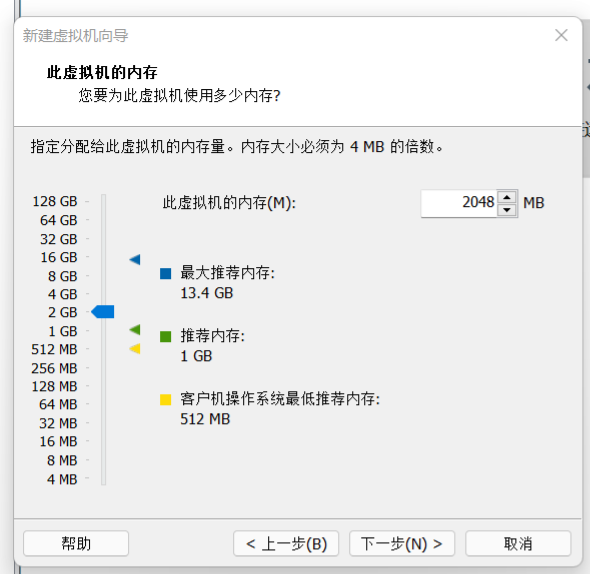 新建虚拟机向导
此虚拟机的内存
您要为此虚拟机使用多少内存?
指定分配给此虚拟机的内存量。内存大小必须为 4 MB 的倍数。
128 GB
64 GB
32 GB
16 GB
8 GB
4 GB
2 GB
1 GB
512 MB
256 MB
128 MB
64 MB
32 MB
16 MB
8 MB
4 MB
此虚拟机的内存(M): 2048 MB
最大推荐内存:
13.4 GB
推荐内存:
1 GB
客户机操作系统最低推荐内存:
512 MB
帮助 < 上一步(B) 下一步(N) > 取消